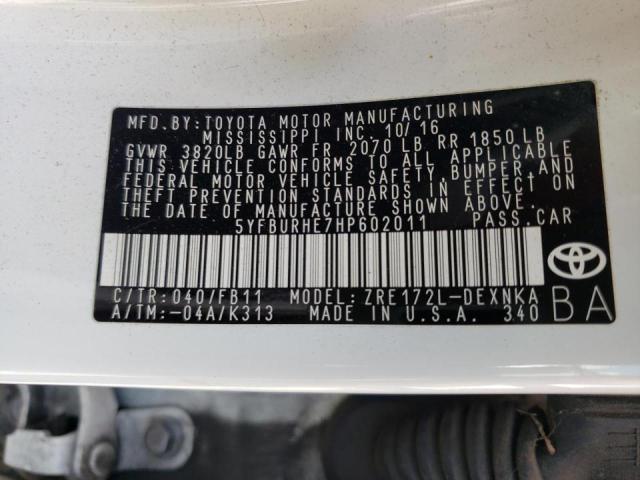 MFD.BY: TOYOTA MOTOR MANUFACTURING
MISSISSIPPI INC. 10/16
GVWR 3820LB GAWR FR. 2070 LB, RR 1850 LB
THIS VEHICLE CONFORMS TO ALL APPLICABLE
FEDERAL MOTOR VEHICLE SAFETY, BUMPER, AND
THEFT PREVENTION STANDARDS IN EFFECT ON
THE DATE OF MANUFACTURE SHOWN ABOVE.
5YFBURHE7HP602011 PASS.CAR
C/TR: 040/FB11 MODEL: ZRE172L-DEXNKA
A/TM:-04A/K313 MADE IN U.S.A. 340
BA